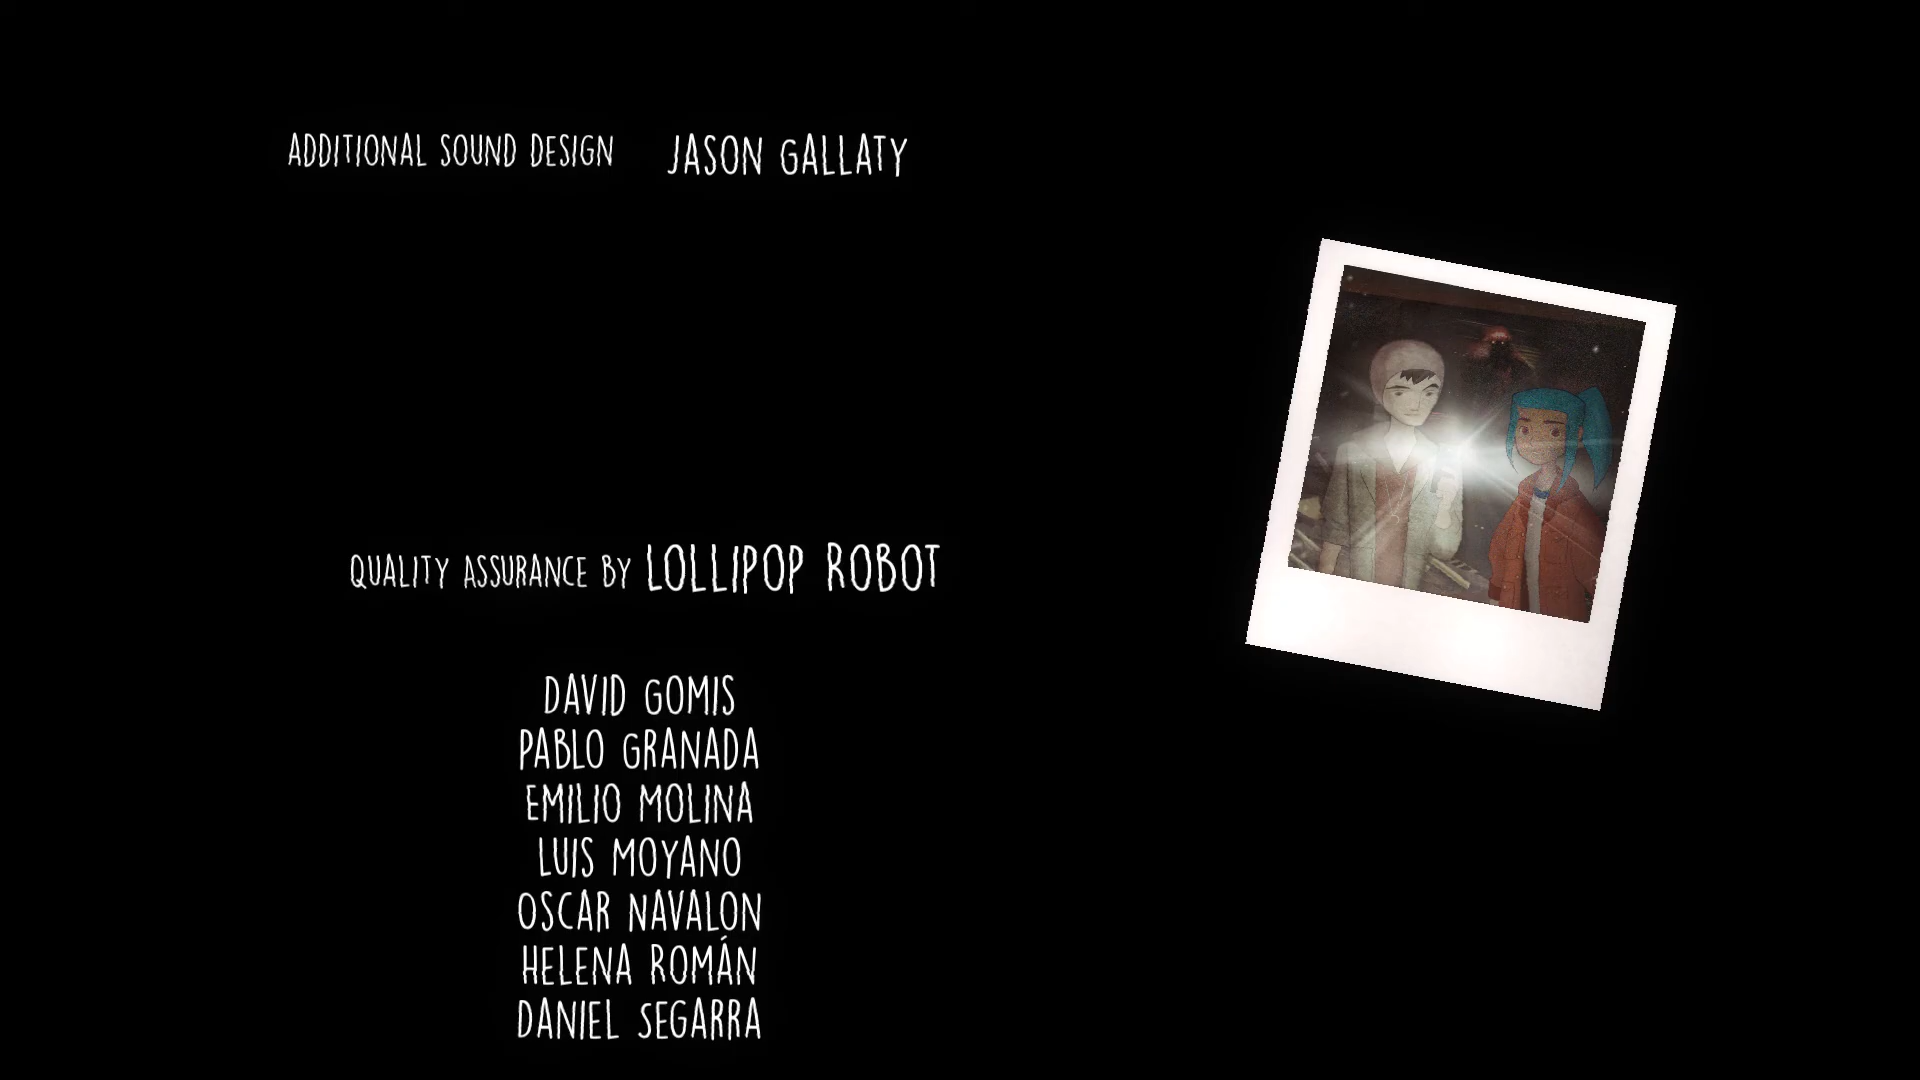 ADDITIONAL SOUND DESIGN JASON GALLATY
QUALITY ASSURANCE BY LOLLIPOP ROBOT
DAVID GOMIS
PABLO GRANADA
EMILIO MOLINA
LUIS MOYANO
OSCAR NAVALON
HELENA ROMÁN
DANIEL SEGARRA